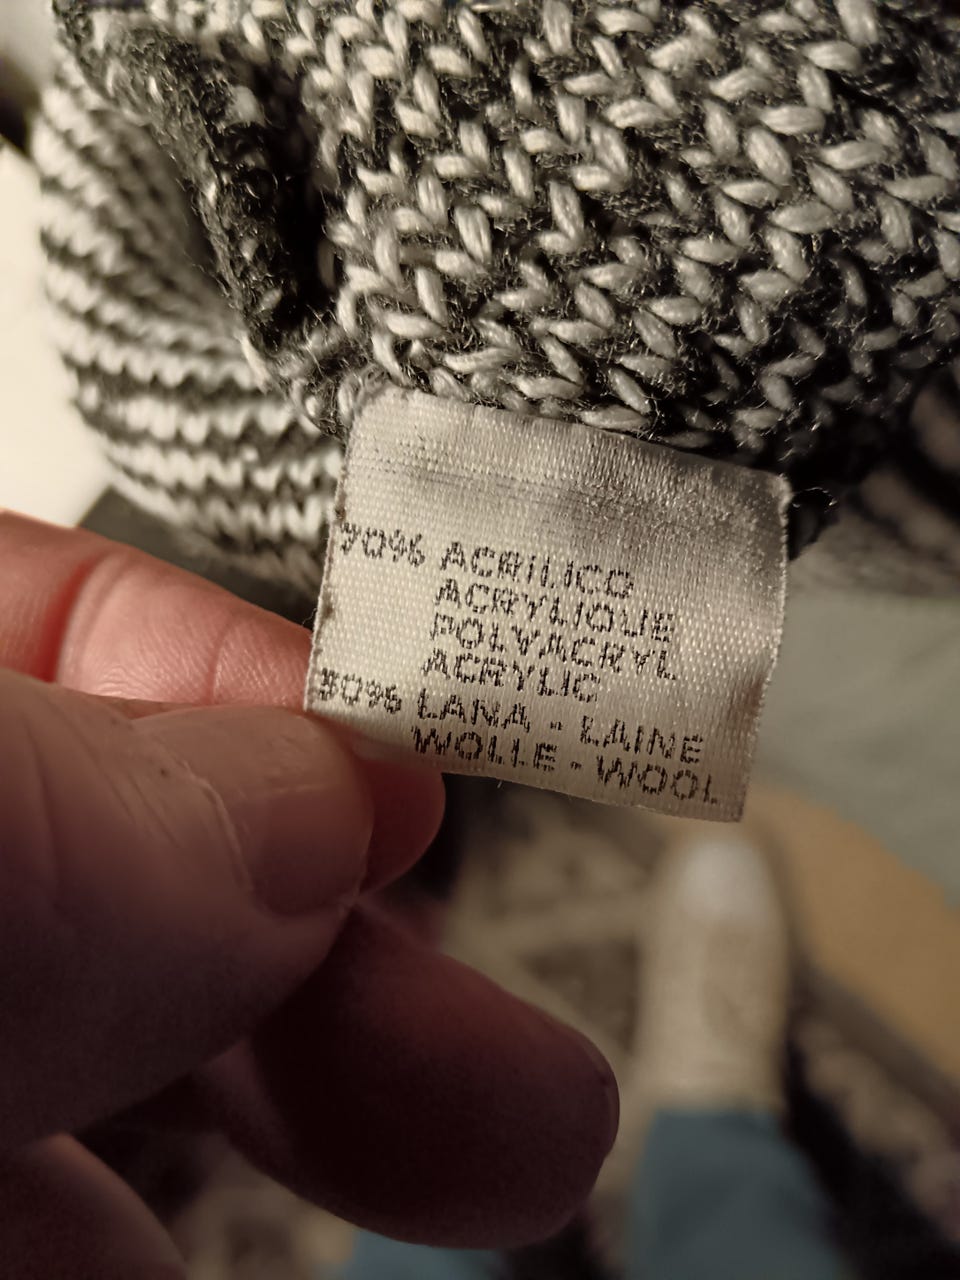 70% ACRILICO
ACRYLIQUE
POLYACRYL
ACRYLIC
30% LANA - LAINE
WOLLE - WOOL